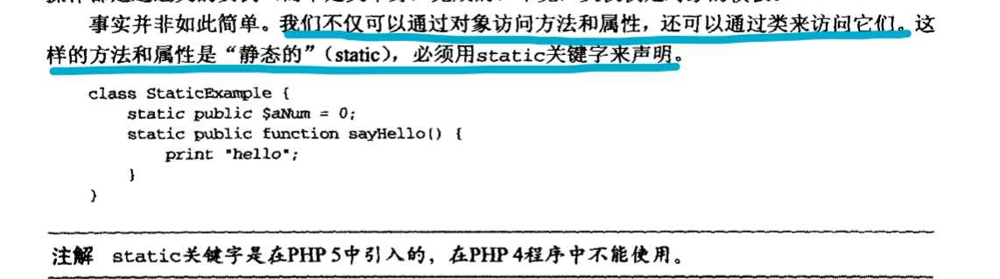 事实并非如此简单。我们不仅可以通过对象访问方法和属性，还可以通过类来访问它们。这
样的方法和属性是“静态的”（static），必须用static关键字来声明。
class StaticExample {
static public $aNum = 0;
static public function sayHello() {
print "hello";
}
}
注解 static关键字是在PHP 5中引入的，在PHP 4程序中不能使用。